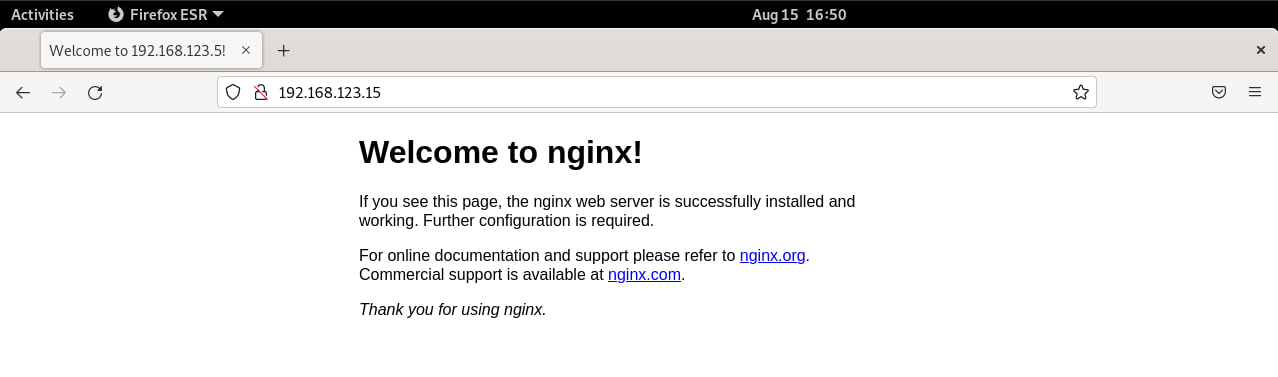 Activities Firefox ESR Aug 15 16:50
Welcome to 192.168.123.5!
192.168.123.15
Welcome to nginx!
If you see this page, the nginx web server is successfully installed and
working. Further configuration is required.
For online documentation and support please refer to nginx.org.
Commercial support is available at nginx.com.
Thank you for using nginx.